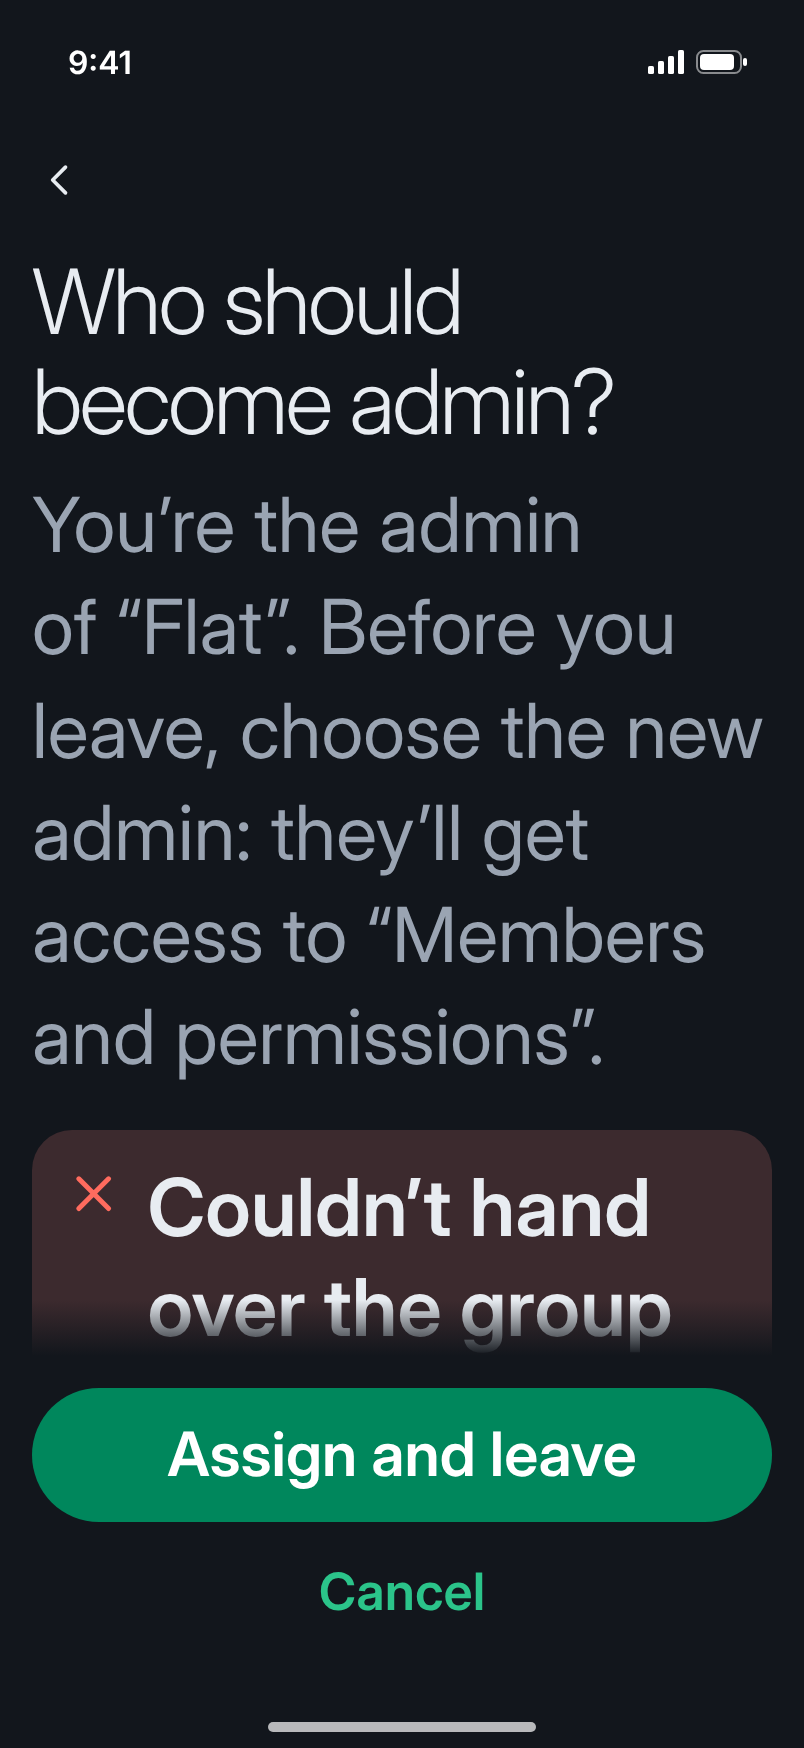 9:41
Who should
become admin?
You’re the admin
of “Flat”. Before you
leave, choose the new
admin: they’ll get
access to “Members
and permissions”.
Couldn’t hand
over the group
Assign and leave
Cancel